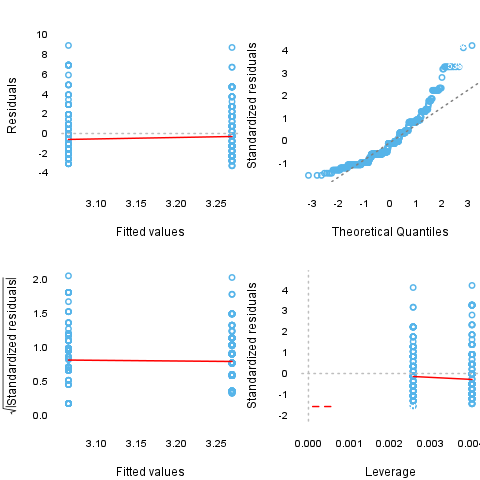 Residuals
10
8
6
4
2
0
-2
-4
3.10 3.15 3.20 3.25
Fitted values
Standardized residuals
4
3
2
1
0
-1
-3 -2 -1 0 1 2 3
Theoretical Quantiles
√|Standardized residuals|
2.0
1.5
1.0
0.5
0.0
3.10 3.15 3.20 3.25
Fitted values
Standardized residuals
4
3
2
1
0
-1
-2
0.000 0.001 0.002 0.003 0.004
Leverage